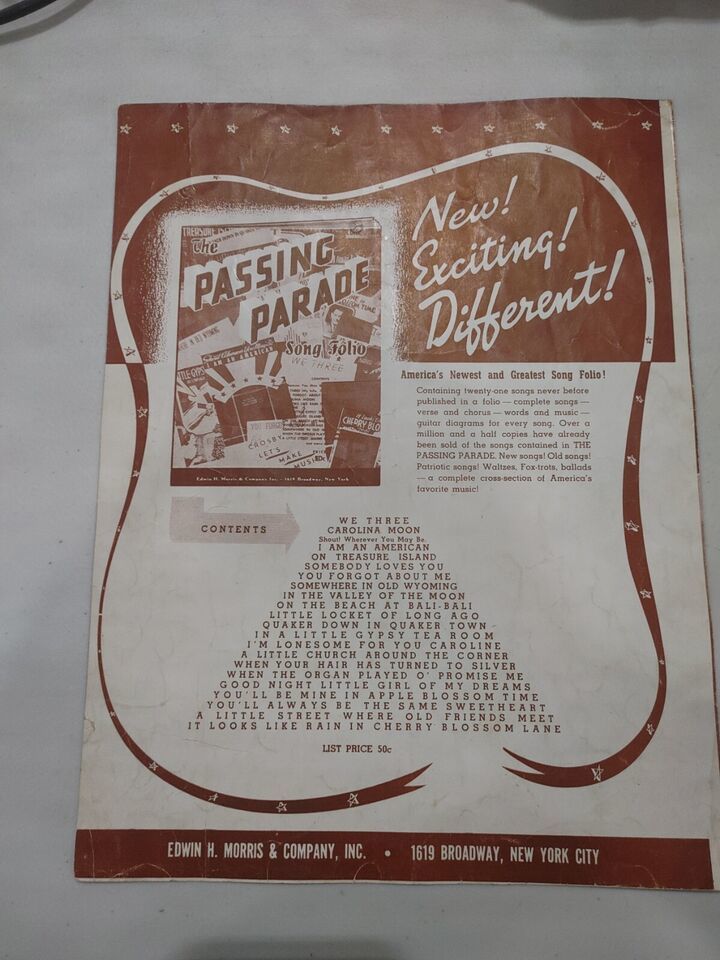 New!
Exciting!
Different!
The
PASSING
PARADE
Song Folio
WE THREE
I AM AN AMERICAN
CONTENTS
CROSBY
LET'S
MAKE
MUSIC
CHERRY BLO
Edwin H. Morris & Company, Inc. - 1619 Broadway, New York
America's Newest and Greatest Song Folio!
Containing twenty-one songs never before
published in a folio — complete songs —
verse and chorus — words and music —
guitar diagrams for every song. Over a
million and a half copies have already
been sold of the songs contained in THE
PASSING PARADE. New songs! Old songs!
Patriotic songs! Waltzes, Fox-trots, ballads
— a complete cross-section of America's
favorite music!
CONTENTS
WE THREE
CAROLINA MOON
Shout! Wherever You May Be.
I AM AN AMERICAN
ON TREASURE ISLAND
SOMEBODY LOVES YOU
YOU FORGOT ABOUT ME
SOMEWHERE IN OLD WYOMING
IN THE VALLEY OF THE MOON
ON THE BEACH AT BALI-BALI
LITTLE LOCKET OF LONG AGO
QUAKER DOWN IN QUAKER TOWN
IN A LITTLE GYPSY TEA ROOM
I'M LONESOME FOR YOU CAROLINE
A LITTLE CHURCH AROUND THE CORNER
WHEN YOUR HAIR HAS TURNED TO SILVER
WHEN THE ORGAN PLAYED O' PROMISE ME
GOOD NIGHT LITTLE GIRL OF MY DREAMS
YOU'LL BE MINE IN APPLE BLOSSOM TIME
YOU'LL ALWAYS BE THE SAME SWEETHEART
A LITTLE STREET WHERE OLD FRIENDS MEET
IT LOOKS LIKE RAIN IN CHERRY BLOSSOM LANE
LIST PRICE 50c
EDWIN H. MORRIS & COMPANY, INC. • 1619 BROADWAY, NEW YORK CITY